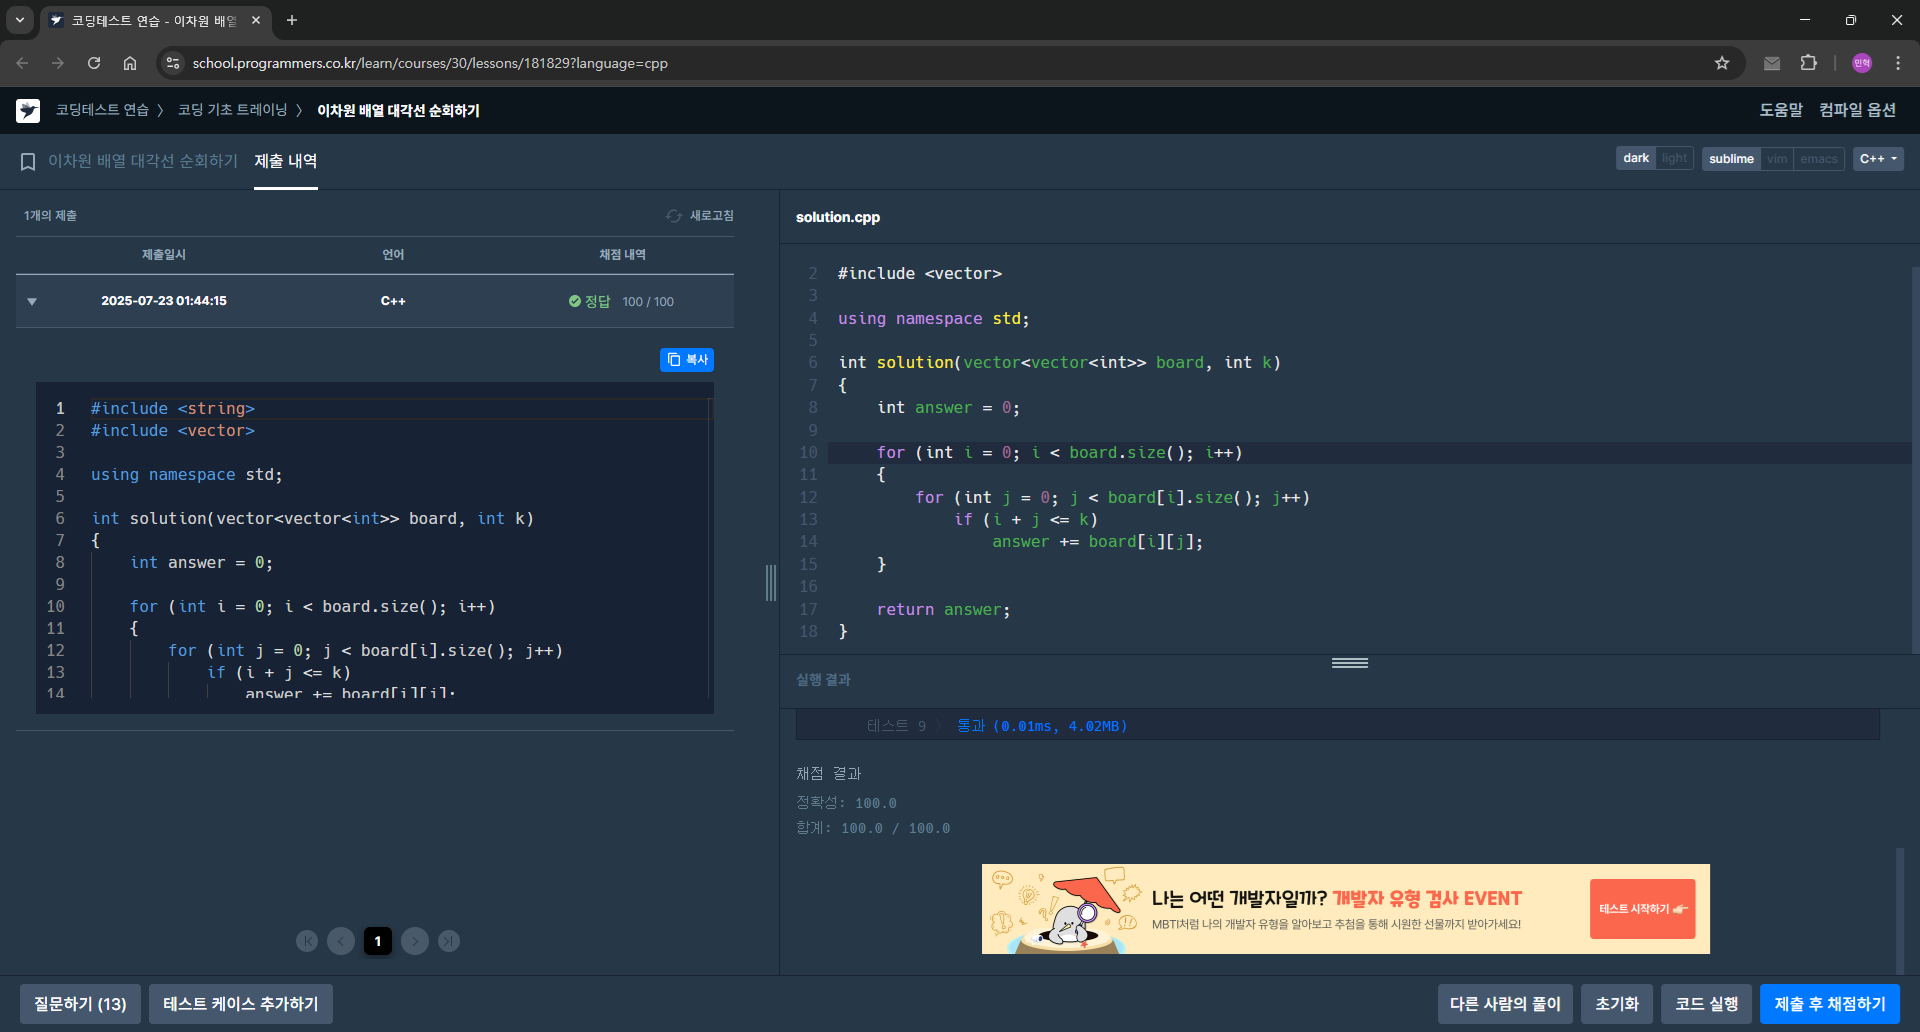 코딩테스트 연습 - 이차원 배열
school.programmers.co.kr/learn/courses/30/lessons/181829?language=cpp
민혁
코딩테스트 연습 〉 코딩 기초 트레이닝 〉 이차원 배열 대각선 순회하기
도움말 컴파일 옵션
이차원 배열 대각선 순회하기 제출 내역
dark light sublime vim emacs C++
1개의 제출 새로고침
제출일시 언어 채점 내역
2025-07-23 01:44:15 C++ 정답 100 / 100
복사
1 #include <string>
2 #include <vector>
3
4 using namespace std;
5
6 int solution(vector<vector<int>> board, int k)
7 {
8 int answer = 0;
9
10 for (int i = 0; i < board.size(); i++)
11 {
12 for (int j = 0; j < board[i].size(); j++)
13 if (i + j <= k)
14 answer += board[i][j];
1
solution.cpp
2 #include <vector>
3
4 using namespace std;
5
6 int solution(vector<vector<int>> board, int k)
7 {
8 int answer = 0;
9
10 for (int i = 0; i < board.size(); i++)
11 {
12 for (int j = 0; j < board[i].size(); j++)
13 if (i + j <= k)
14 answer += board[i][j];
15 }
16
17 return answer;
18 }
실행 결과
테스트 9 〉 통과 (0.01ms, 4.02MB)
채점 결과
정확성: 100.0
합계: 100.0 / 100.0
나는 어떤 개발자일까? 개발자 유형 검사 EVENT
MBTI처럼 나의 개발자 유형을 알아보고 추첨을 통해 시원한 선물까지 받아가세요!
테스트 시작하기
질문하기 (13) 테스트 케이스 추가하기 다른 사람의 풀이 초기화 코드 실행 제출 후 채점하기